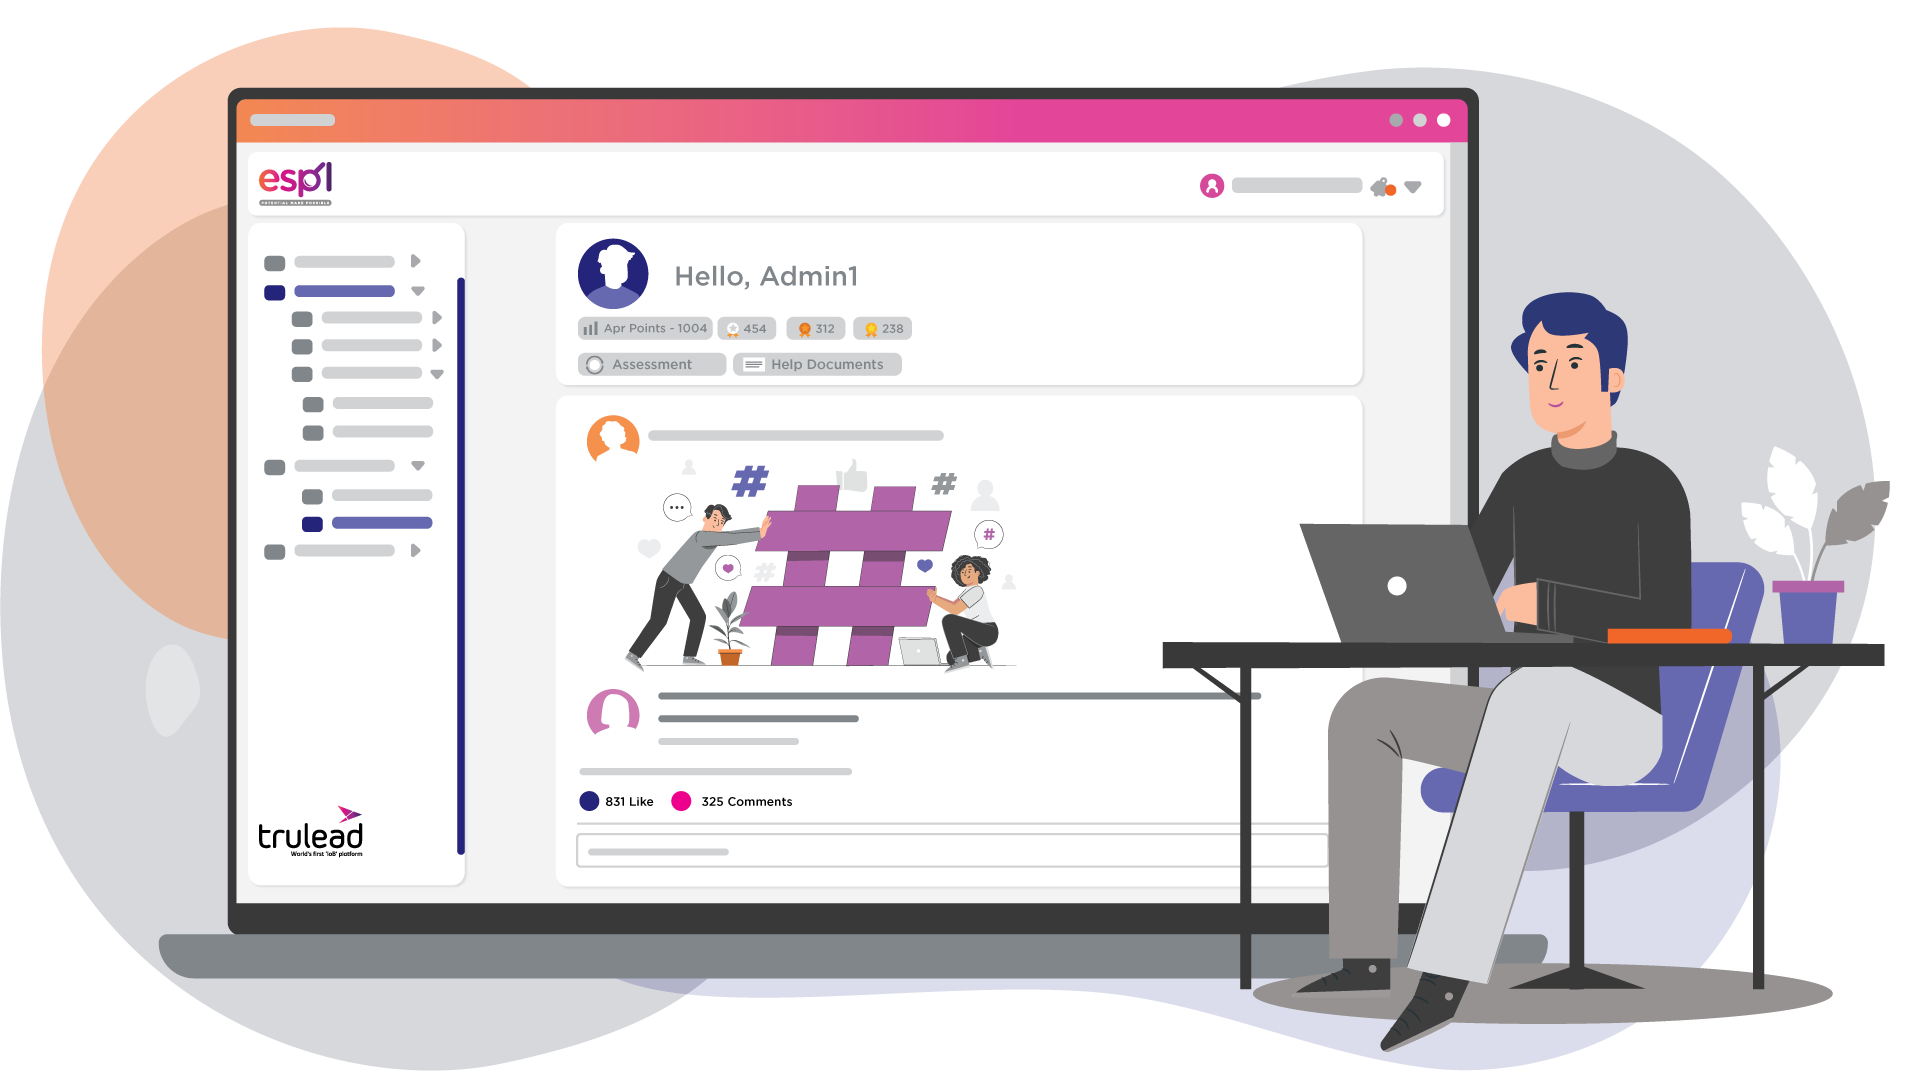 espl
POTENTIAL MADE POSSIBLE
Hello, Admin1
Apr Points - 1004
454
312
238
Assessment
Help Documents
#
#
#
#
831 Like
325 Comments
trulead
World's first 'IoB' platform